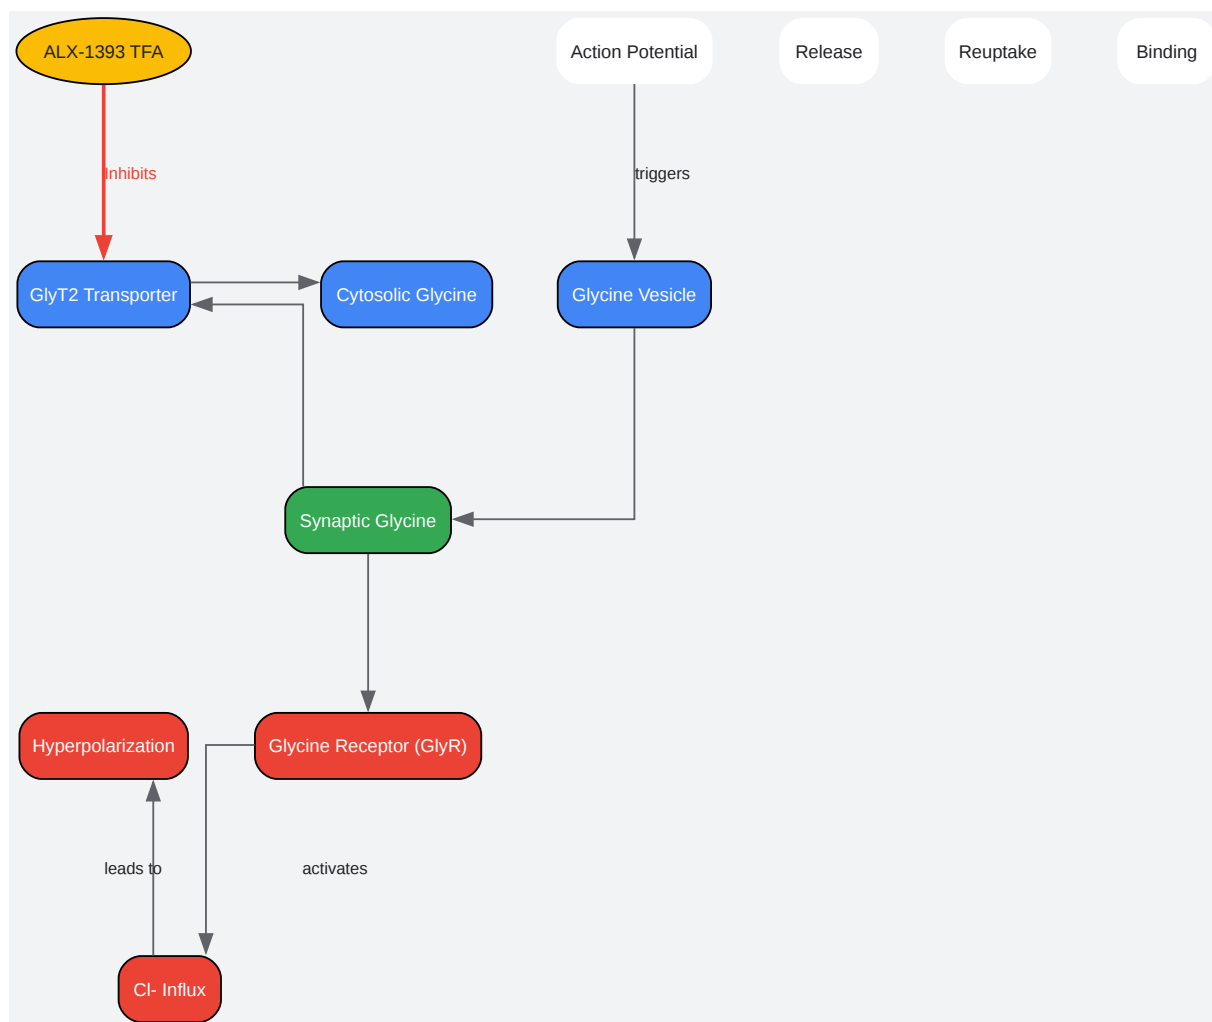 ALX-1393 TFA
Action Potential
Release
Reuptake
Binding
Inhibits
triggers
GlyT2 Transporter
Cytosolic Glycine
Glycine Vesicle
Synaptic Glycine
Hyperpolarization
Glycine Receptor (GlyR)
leads to
activates
Cl- Influx